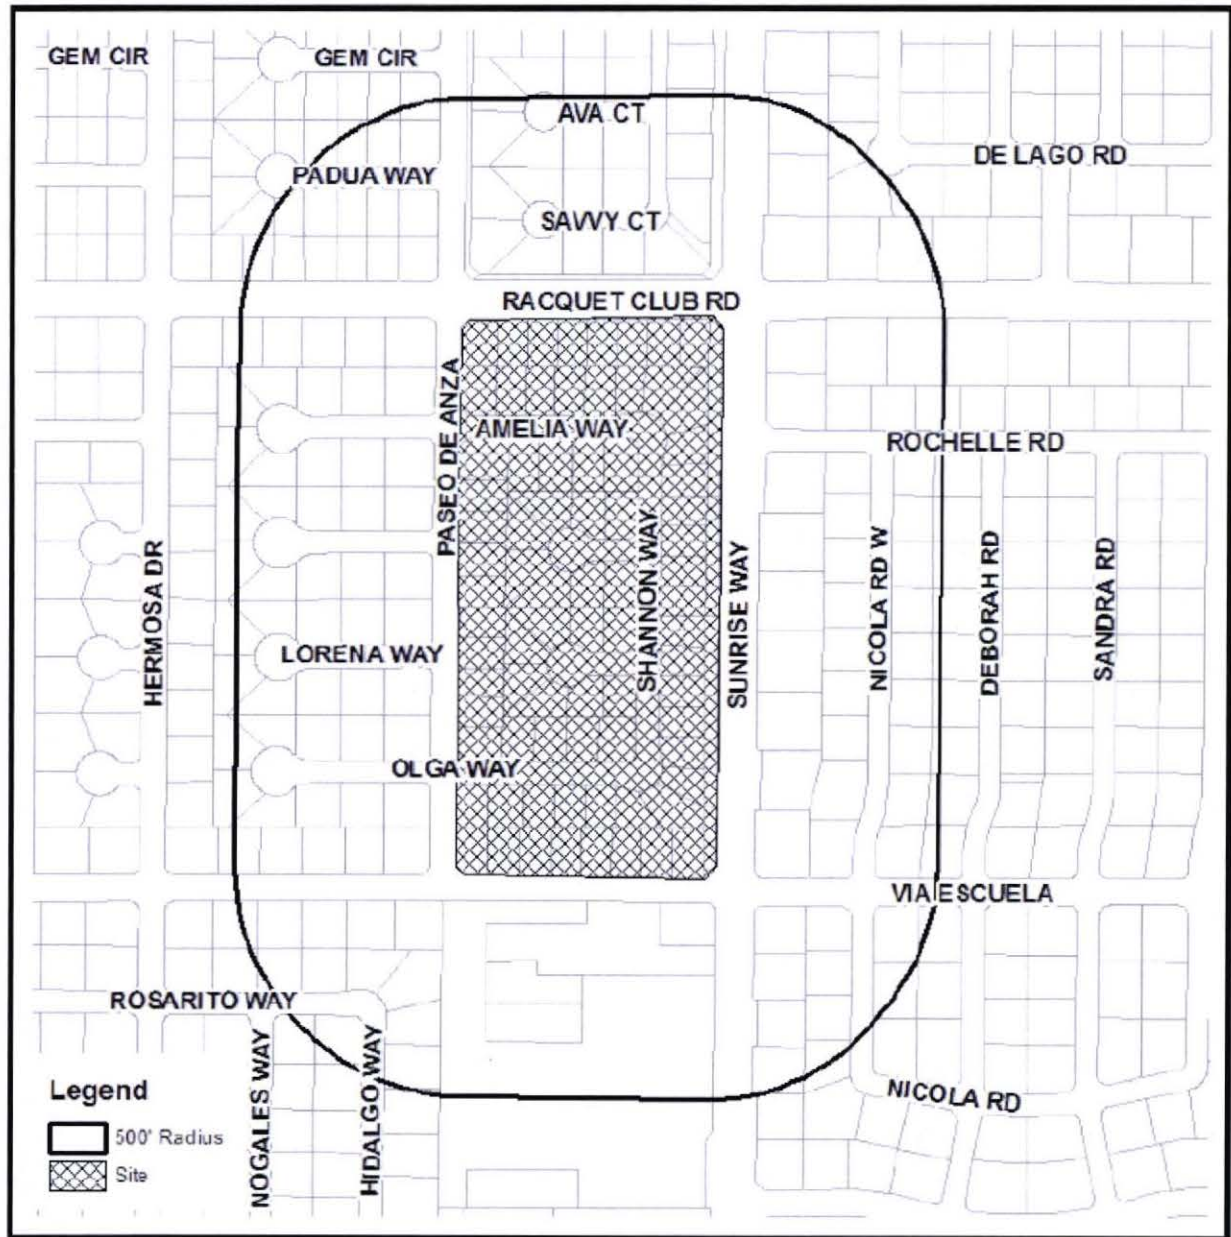 GEM CIR
GEM CIR
AVA CT
DE LAGO RD
PADUA WAY
SAVVY CT
RACQUET CLUB RD
PASEO DE ANZA
AMELIA WAY
ROCHELLE RD
HERMOSA DR
SHANNON WAY
SUNRISE WAY
NICOLA RD W
DEBORAH RD
SANDRA RD
LORENA WAY
OLGA WAY
VIA ESCUELA
ROSARITO WAY
NOGALES WAY
HIDALGO WAY
NICOLA RD
Legend
500' Radius
Site